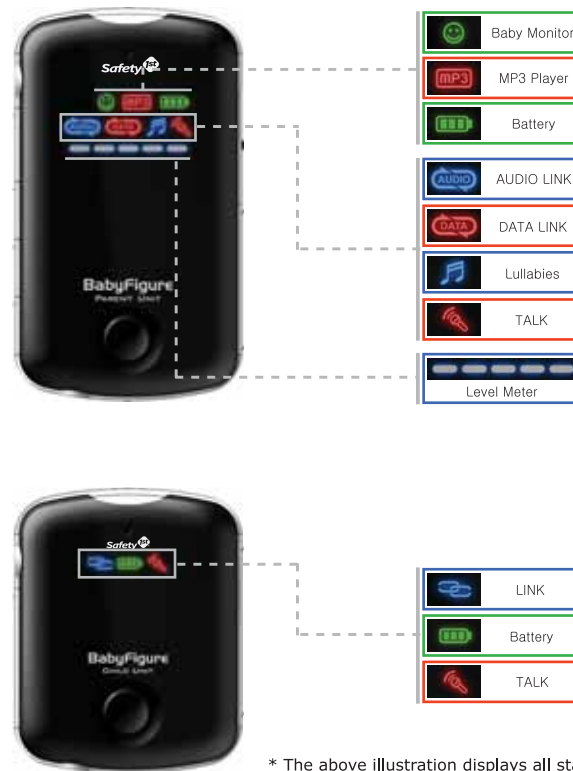 Safety 1st
MP3
AUDIO DATA
BabyFigure
PARENT UNIT
Baby Monitor
MP3 MP3 Player
Battery
AUDIO AUDIO LINK
DATA DATA LINK
Lullabies
TALK
Level Meter
Safety 1st
BabyFigure
CHILD UNIT
LINK
Battery
TALK
* The above illustration displays all sta